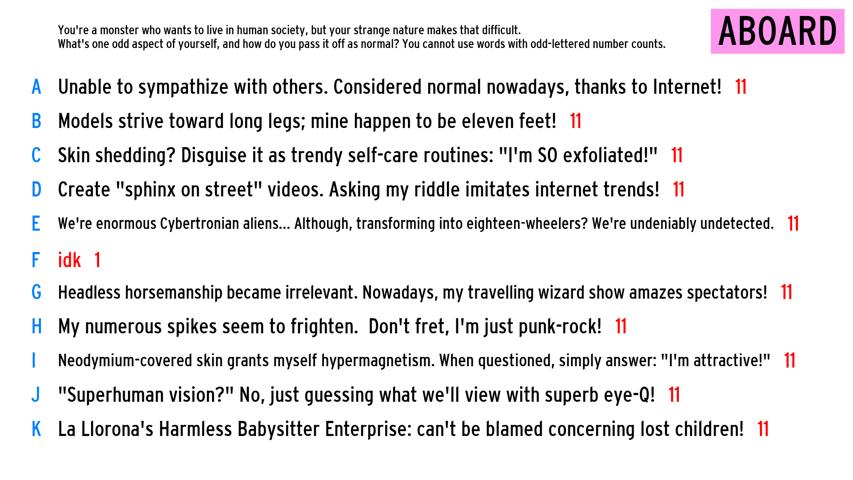 You're a monster who wants to live in human society, but your strange nature makes that difficult.
What's one odd aspect of yourself, and how do you pass it off as normal? You cannot use words with odd-lettered number counts.
ABOARD
A Unable to sympathize with others. Considered normal nowadays, thanks to Internet! 11
B Models strive toward long legs; mine happen to be eleven feet! 11
C Skin shedding? Disguise it as trendy self-care routines: "I'm SO exfoliated!" 11
D Create "sphinx on street" videos. Asking my riddle imitates internet trends! 11
E We're enormous Cybertronian aliens... Although, transforming into eighteen-wheelers? We're undeniably undetected. 11
F idk 1
G Headless horsemanship became irrelevant. Nowadays, my travelling wizard show amazes spectators! 11
H My numerous spikes seem to frighten. Don't fret, I'm just punk-rock! 11
I Neodymium-covered skin grants myself hypermagnetism. When questioned, simply answer: "I'm attractive!" 11
J "Superhuman vision?" No, just guessing what we'll view with superb eye-Q! 11
K La Llorona's Harmless Babysitter Enterprise: can't be blamed concerning lost children! 11